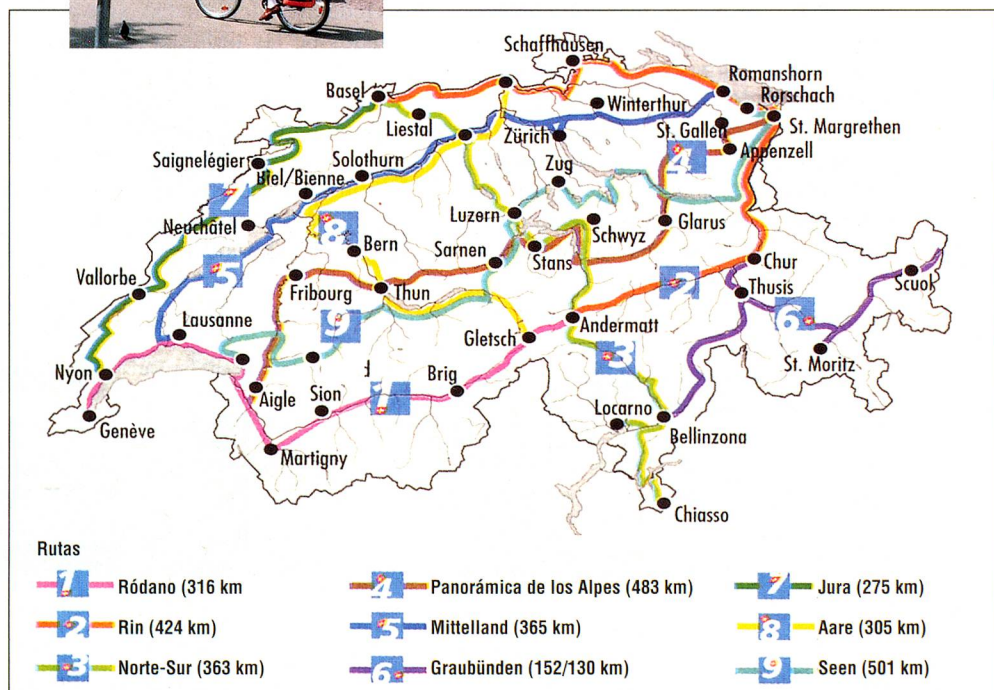 Schaffhausen
Romanshorn
Basel
Winterthur
Rorschach
Liestal
Zürich
St. Gallen
St. Margrethen
Saignelégier
Solothurn
Zug
4
Appenzell
Biel/Bienne
7
Neuchâtel
8
Luzern
Schwyz
Glarus
Bern
Sarnen
Stans
5
2
Chur
Vallorbe
Fribourg
Thun
Thusis
Scuol
Lausanne
9
Gletsch
Andermatt
6
3
St. Moritz
Nyon
d
Aigle
Sion
1
Brig
Locarno
Genève
Bellinzona
Martigny
Chiasso
Rutas
1 Ródano (316 km
4 Panorámica de los Alpes (483 km)
7 Jura (275 km)
2 Rin (424 km)
5 Mittelland (365 km)
8 Aare (305 km)
3 Norte-Sur (363 km)
6 Graubünden (152/130 km)
9 Seen (501 km)